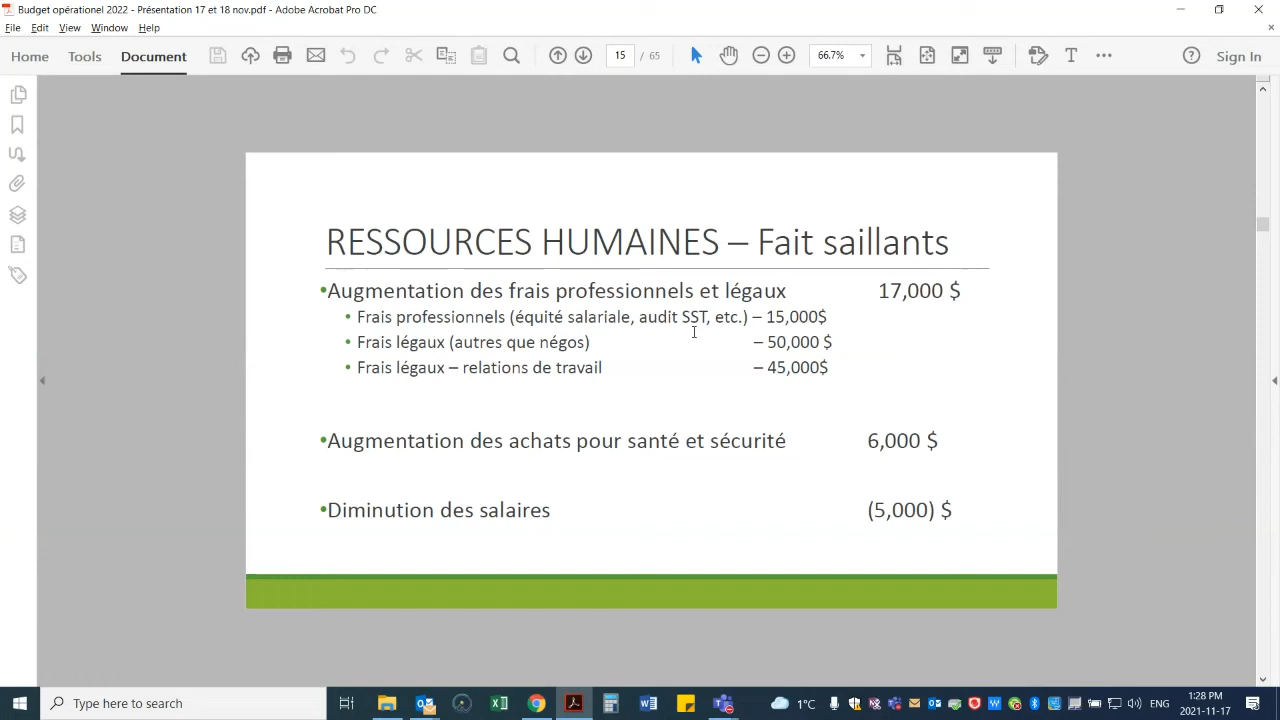 Budget opérationel 2022 - Présentation 17 et 18 nov.pdf - Adobe Acrobat Pro DC
File Edit View Window Help
Home Tools Document 15 / 65 66.7% Sign In
RESSOURCES HUMAINES – Fait saillants
•Augmentation des frais professionnels et légaux 17,000 $
• Frais professionnels (équité salariale, audit SST, etc.) – 15,000$
• Frais légaux (autres que négos) – 50,000 $
• Frais légaux – relations de travail – 45,000$
•Augmentation des achats pour santé et sécurité 6,000 $
•Diminution des salaires (5,000) $
Type here to search
1°C
ENG
1:28 PM
2021-11-17